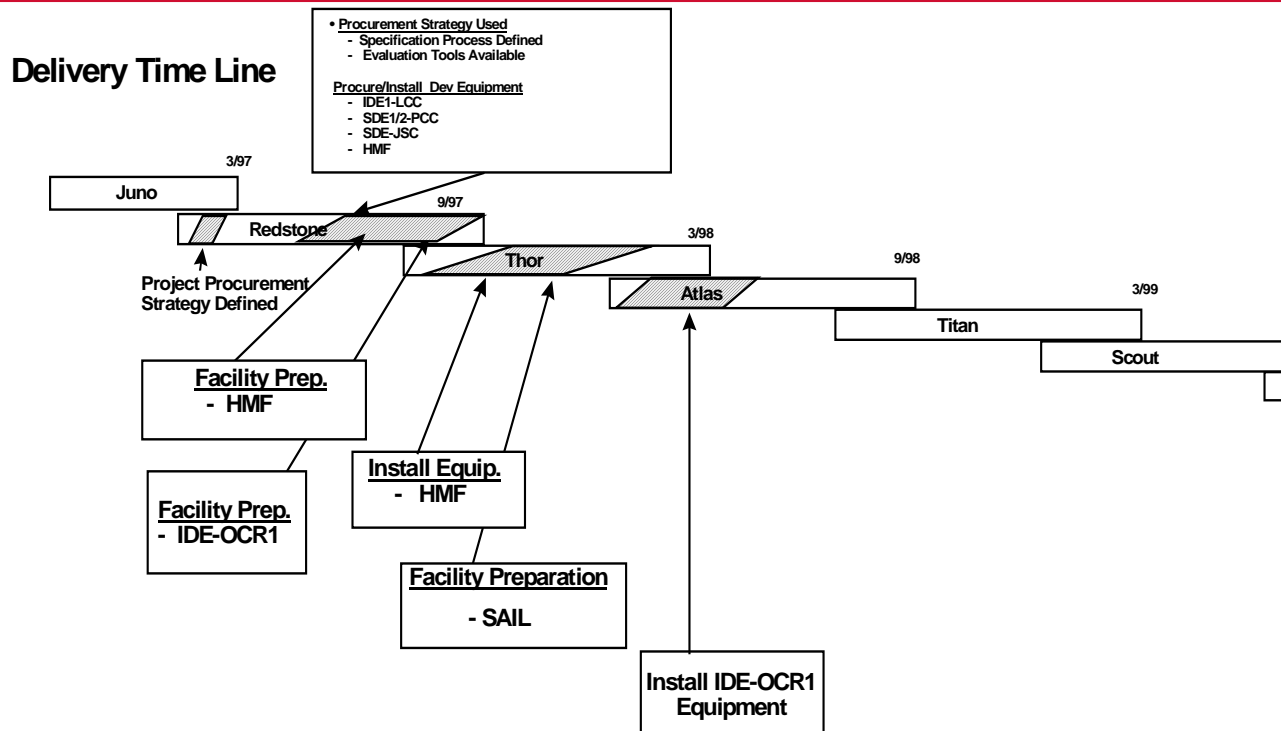 • Procurement Strategy Used
- Specification Process Defined
- Evaluation Tools Available
Delivery Time Line
Procure/Install Dev Equipment
- IDE1-LCC
- SDE1/2-PCC
- SDE-JSC
- HMF
3/97
Juno
9/97
Redstone
3/98
Thor
9/98
Project Procurement
Strategy Defined
Atlas
3/99
Titan
Scout
Facility Prep.
- HMF
Install Equip.
- HMF
Facility Prep.
- IDE-OCR1
Facility Preparation
- SAIL
Install IDE-OCR1
Equipment